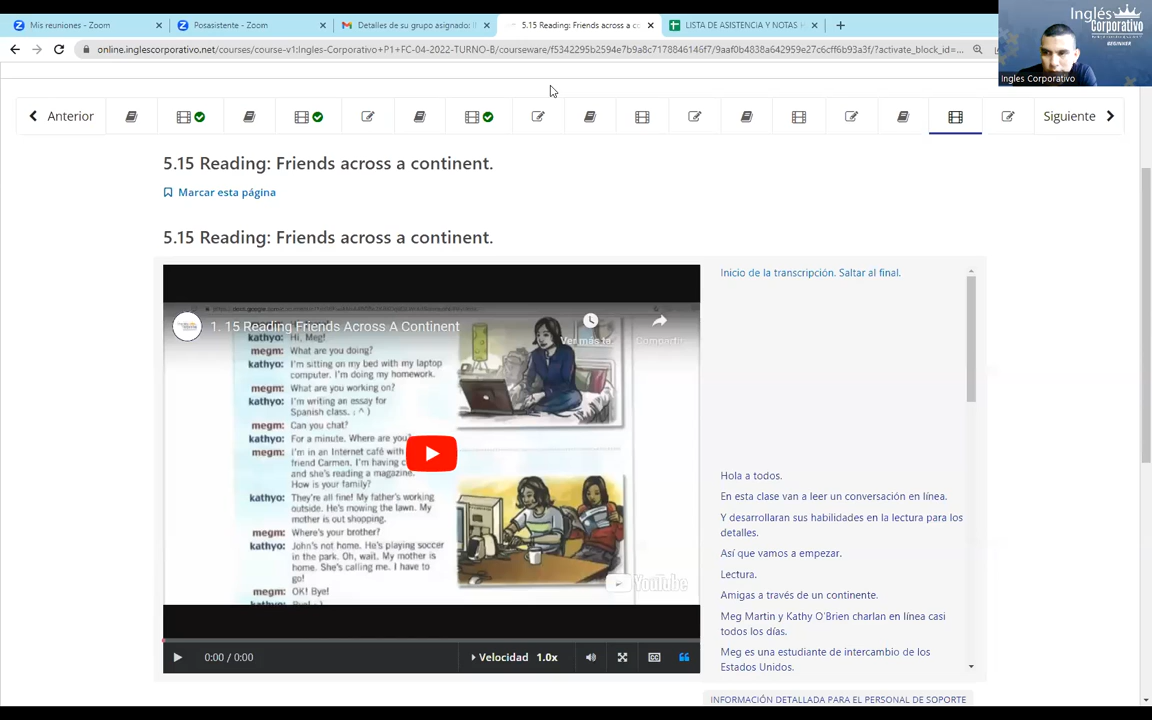 Mis reuniones - Zoom
Posasistente - Zoom
Detalles de su grupo asignado: I
5.15 Reading: Friends across a co
LISTA DE ASISTENCIA Y NOTAS
online.inglescorporativo.net/courses/course-v1:Ingles-Corporativo+P1+FC-04-2022-TURNO-B/courseware/f5342295b2594e7b9a8c7178846146f7/9aaf0b4838a642959e27c6cff6b93a3f/?activate_block_id=...
Inglés
Corporativo
BEGINNER
Ingles Corporativo
Anterior
Siguiente
5.15 Reading: Friends across a continent.
Marcar esta página
5.15 Reading: Friends across a continent.
1. 15 Reading Friends Across A Continent
Ver más ta...
Compartir
kathyo: Hi, Meg!
megm: What are you doing?
kathyo: I'm sitting on my bed with my laptop
computer. I'm doing my homework.
megm: What are you working on?
kathyo: I'm writing an essay for
Spanish class. : ^ )
megm: Can you chat?
kathyo: For a minute. Where are you?
megm: I'm in an Internet café with
friend Carmen. I'm having
and she's reading a magazine.
How is your family?
kathyo: They're all fine! My father's working
outside. He's mowing the lawn. My
mother is out shopping.
megm: Where's your brother?
kathyo: John's not home. He's playing soccer
in the park. Oh, wait. My mother is
home. She's calling me. I have to
go!
megm: OK! Bye!
kathyo: Bye! : )
YouTube
0:00 / 0:00
Velocidad 1.0x
Inicio de la transcripción. Saltar al final.
Hola a todos.
En esta clase van a leer un conversación en línea.
Y desarrollaran sus habilidades en la lectura para los
detalles.
Así que vamos a empezar.
Lectura.
Amigas a través de un continente.
Meg Martin y Kathy O'Brien charlan en línea casi
todos los días.
Meg es una estudiante de intercambio de los
Estados Unidos.
INFORMACIÓN DETALLADA PARA EL PERSONAL DE SOPORTE